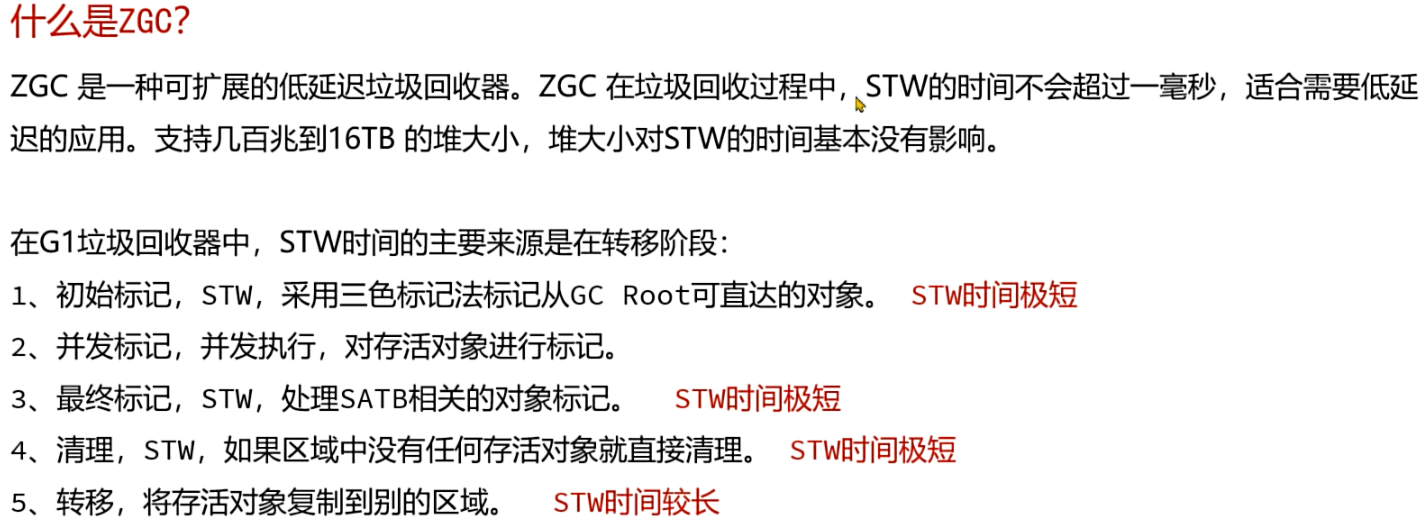 什么是ZGC？
ZGC 是一种可扩展的低延迟垃圾回收器。ZGC 在垃圾回收过程中，STW的时间不会超过一毫秒，适合需要低延
迟的应用。支持几百兆到16TB 的堆大小，堆大小对STW的时间基本没有影响。
在G1垃圾回收器中，STW时间的主要来源是在转移阶段：
1、初始标记，STW，采用三色标记法标记从GC Root可直达的对象。 STW时间极短
2、并发标记，并发执行，对存活对象进行标记。
3、最终标记，STW，处理SATB相关的对象标记。 STW时间极短
4、清理，STW，如果区域中没有任何存活对象就直接清理。 STW时间极短
5、转移，将存活对象复制到别的区域。 STW时间较长